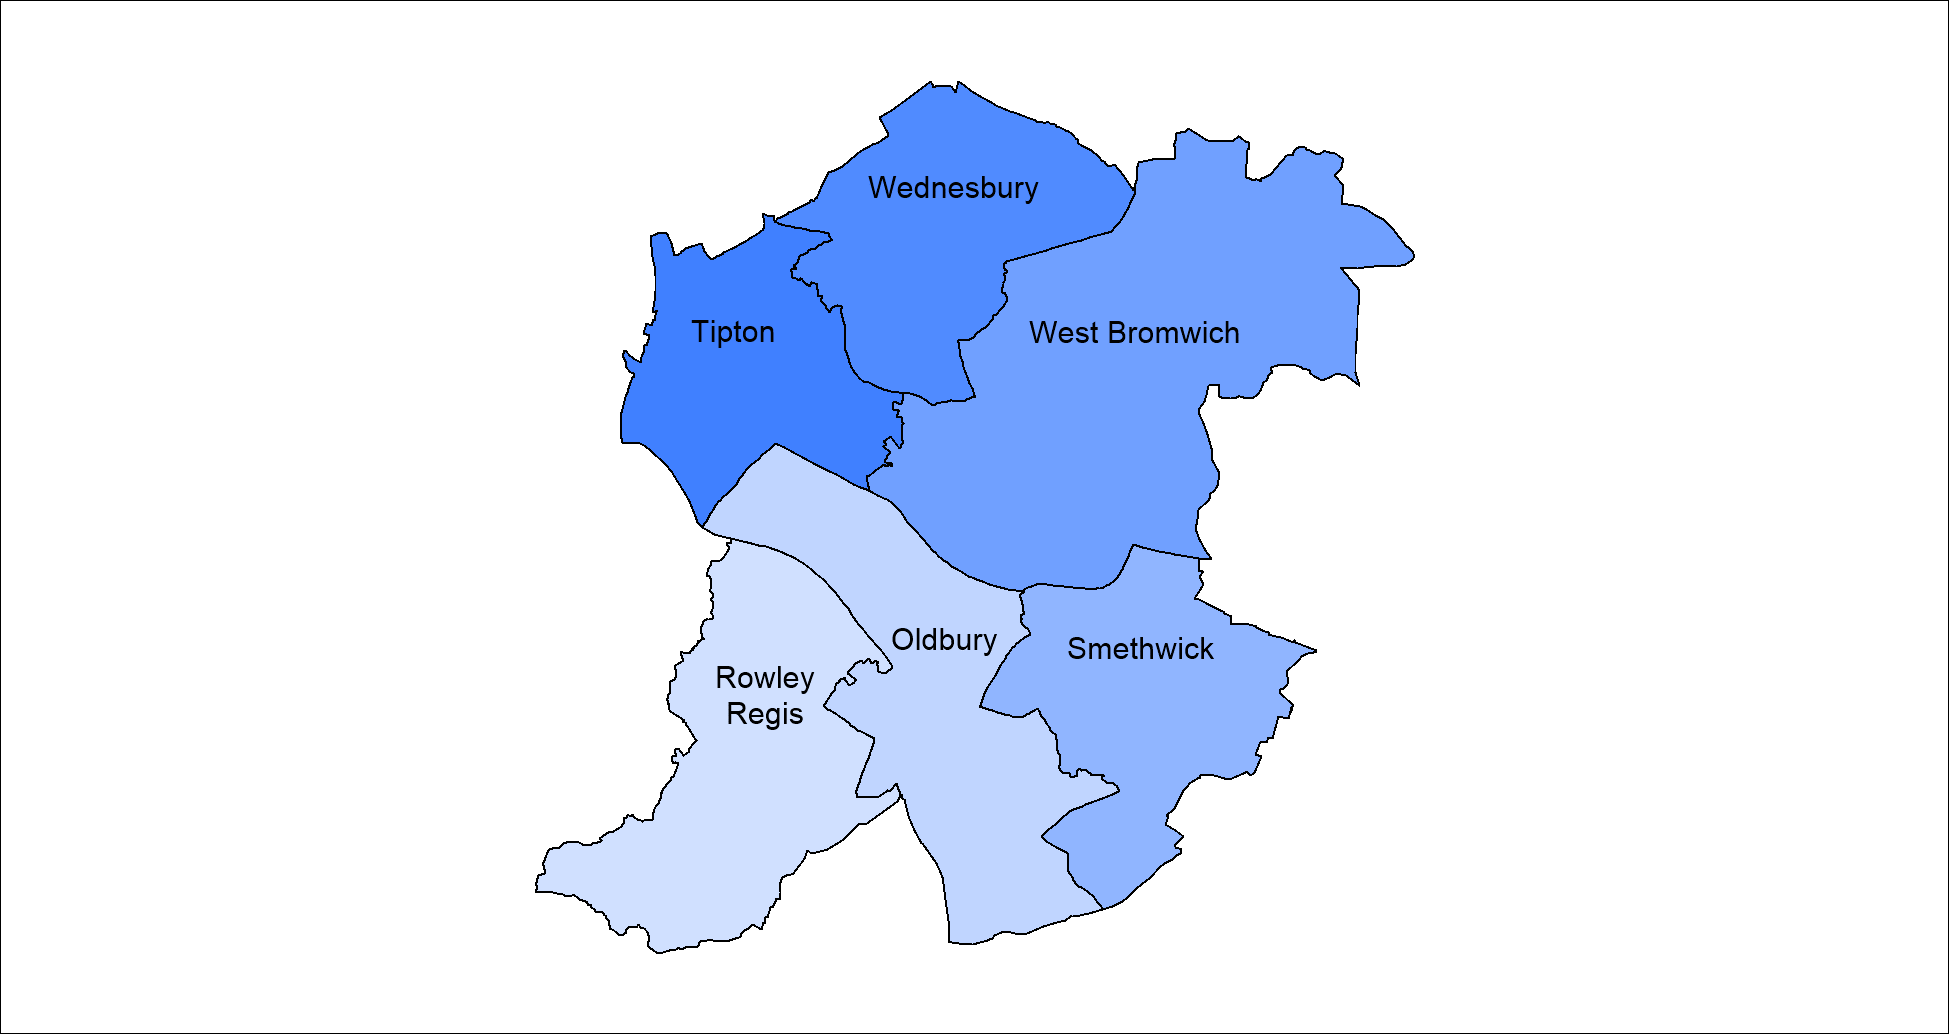 Wednesbury
Tipton
West Bromwich
Oldbury
Smethwick
Rowley
Regis